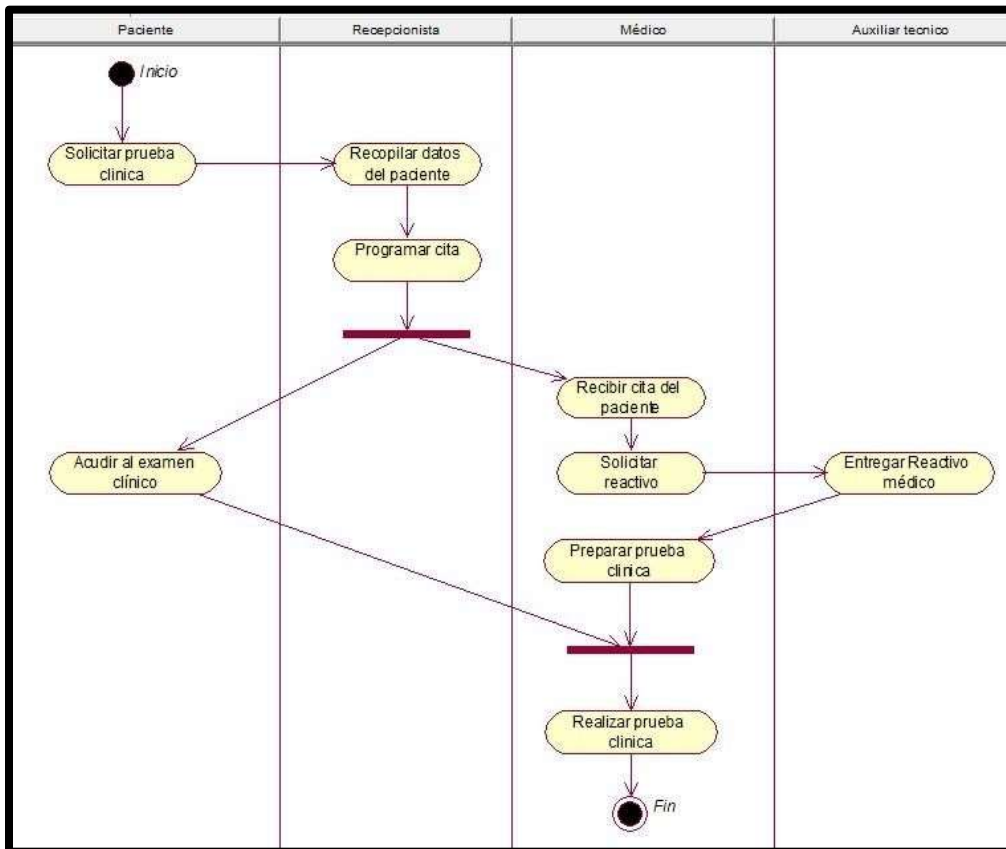 Paciente
Recepcionista
Médico
Auxiliar tecnico
Inicio
Solicitar prueba
clinica
Recopilar datos
del paciente
Programar cita
Recibir cita del
paciente
Acudir al examen
clínico
Solicitar
reactivo
Entregar Reactivo
médico
Preparar prueba
clinica
Realizar prueba
clinica
Fin